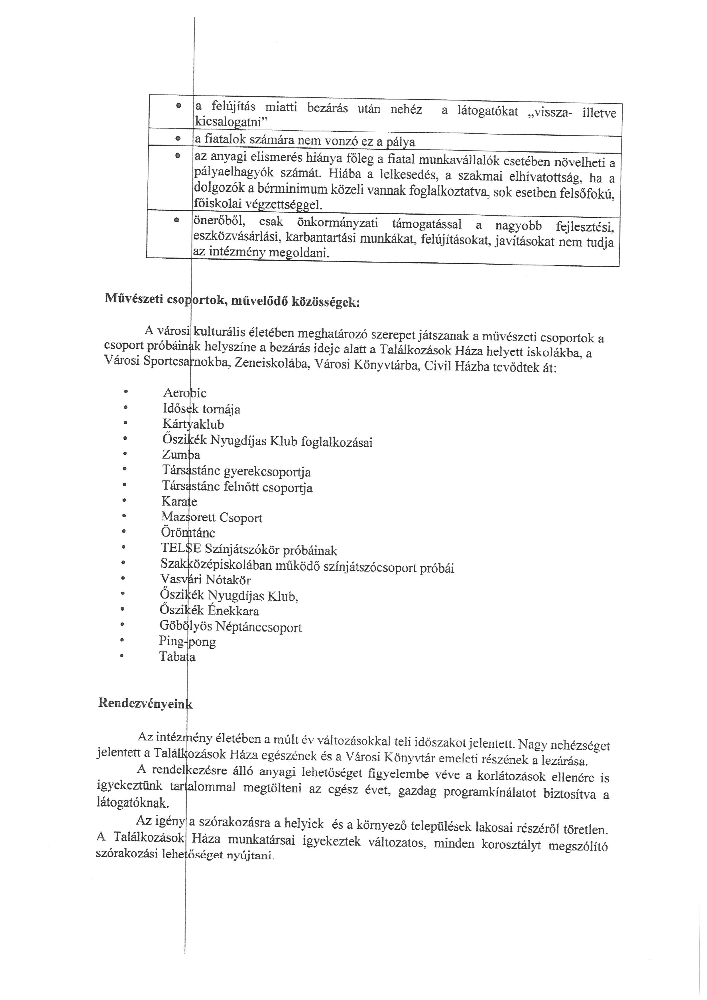 • a felújítás miatti bezárás után nehéz a látogatókat „vissza- illetve
kicsalogatni”
• a fiatalok számára nem vonzó ez a pálya
• az anyagi elismerés hiánya főleg a fiatal munkavállalók esetében növelheti a
pályaelhagyók számát. Hiába a lelkesedés, a szakmai elhivatottság, ha a
dolgozók a bérminimum közeli vannak foglalkoztatva, sok esetben felsőfokú,
főiskolai végzettséggel.
• önerőből, csak önkormányzati támogatással a nagyobb fejlesztési,
eszközvásárlási, karbantartási munkákat, felújításokat, javításokat nem tudja
az intézmény megoldani.
Művészeti csoportok, művelődő közösségek:
A városi kulturális életében meghatározó szerepet játszanak a művészeti csoportok a
csoport próbáinak helyszíne a bezárás ideje alatt a Találkozások Háza helyett iskolákba, a
Városi Sportcsarnokba, Zeneiskolába, Városi Könyvtárba, Civil Házba tevődtek át:
• Aerobic
• Idősek tornája
• Kártyaklub
• Őszikék Nyugdíjas Klub foglalkozásai
• Zumba
• Társastánc gyerekcsoportja
• Társastánc felnőtt csoportja
• Karate
• Mazsorett Csoport
• Örömtánc
• TELSE Színjátszókör próbáinak
• Szakközépiskolában működő színjátszócsoport próbái
• Vasvári Nótakör
• Őszikék Nyugdíjas Klub,
• Őszikék Énekkara
• Göbölyös Néptánccsoport
• Ping-pong
• Tabata
Rendezvényeink
Az intézmény életében a múlt év változásokkal teli időszakot jelentett. Nagy nehézséget
jelentett a Találkozások Háza egészének és a Városi Könyvtár emeleti részének a lezárása.
A rendelkezésre álló anyagi lehetőséget figyelembe véve a korlátozások ellenére is
igyekeztünk tartalommal megtölteni az egész évet, gazdag programkínálatot biztosítva a
látogatóknak.
Az igény a szórakozásra a helyiek és a környező települések lakosai részéről töretlen.
A Találkozások Háza munkatársai igyekeztek változatos, minden korosztályt megszólító
szórakozási lehetőséget nyújtani.